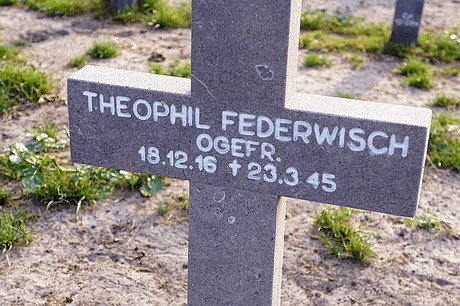 THEOPHIL FEDERWISCH
OGEFR.
18.12.16 ✝ 23.3.45